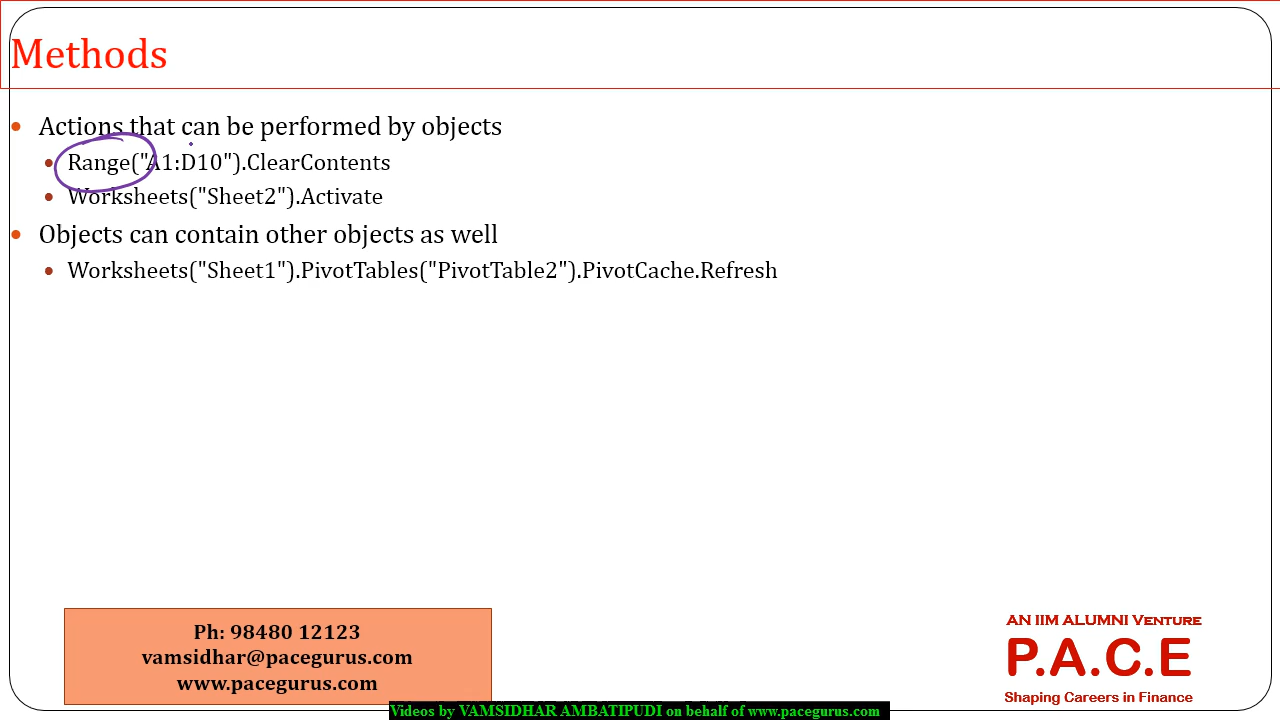 Methods
Actions that can be performed by objects
Range("A1:D10").ClearContents
Worksheets("Sheet2").Activate
Objects can contain other objects as well
Worksheets("Sheet1").PivotTables("PivotTable2").PivotCache.Refresh
Ph: 98480 12123
vamsidhar@pacegurus.com
www.pacegurus.com
AN IIM ALUMNI VENTURE
P.A.C.E
Shaping Careers in Finance
Videos by VAMSIDHAR AMBATIPUDI on behalf of www.pacegurus.com